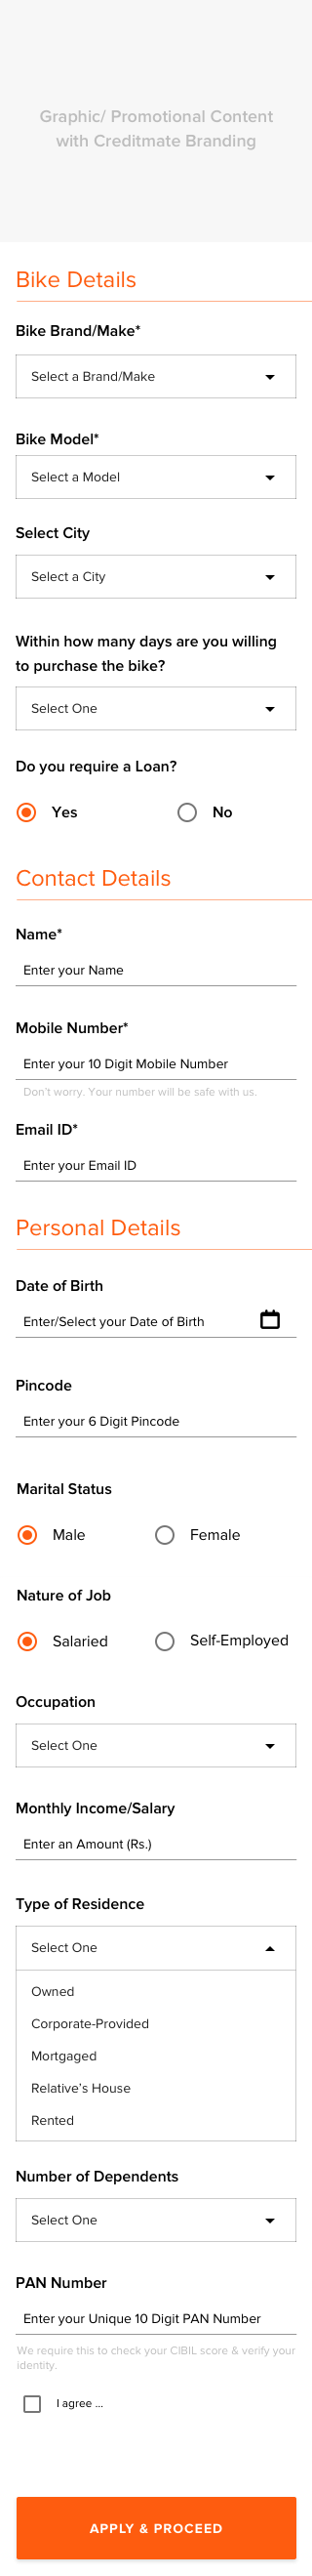 Graphic/ Promotional Content
with Creditmate Branding
Bike Details
Bike Brand/Make*
Select a Brand/Make
Bike Model*
Select a Model
Select City
Select a City
Within how many days are you willing
to purchase the bike?
Select One
Do you require a Loan?
Yes No
Contact Details
Name*
Enter your Name
Mobile Number*
Enter your 10 Digit Mobile Number
Don't worry. Your number will be safe with us.
Email ID*
Enter your Email ID
Personal Details
Date of Birth
Enter/Select your Date of Birth
Pincode
Enter your 6 Digit Pincode
Marital Status
Male Female
Nature of Job
Salaried Self-Employed
Occupation
Select One
Monthly Income/Salary
Enter an Amount (Rs.)
Type of Residence
Select One
Owned
Corporate-Provided
Mortgaged
Relative's House
Rented
Number of Dependents
Select One
PAN Number
Enter your Unique 10 Digit PAN Number
We require this to check your CIBIL score & verify your
identity.
I agree ...
APPLY & PROCEED